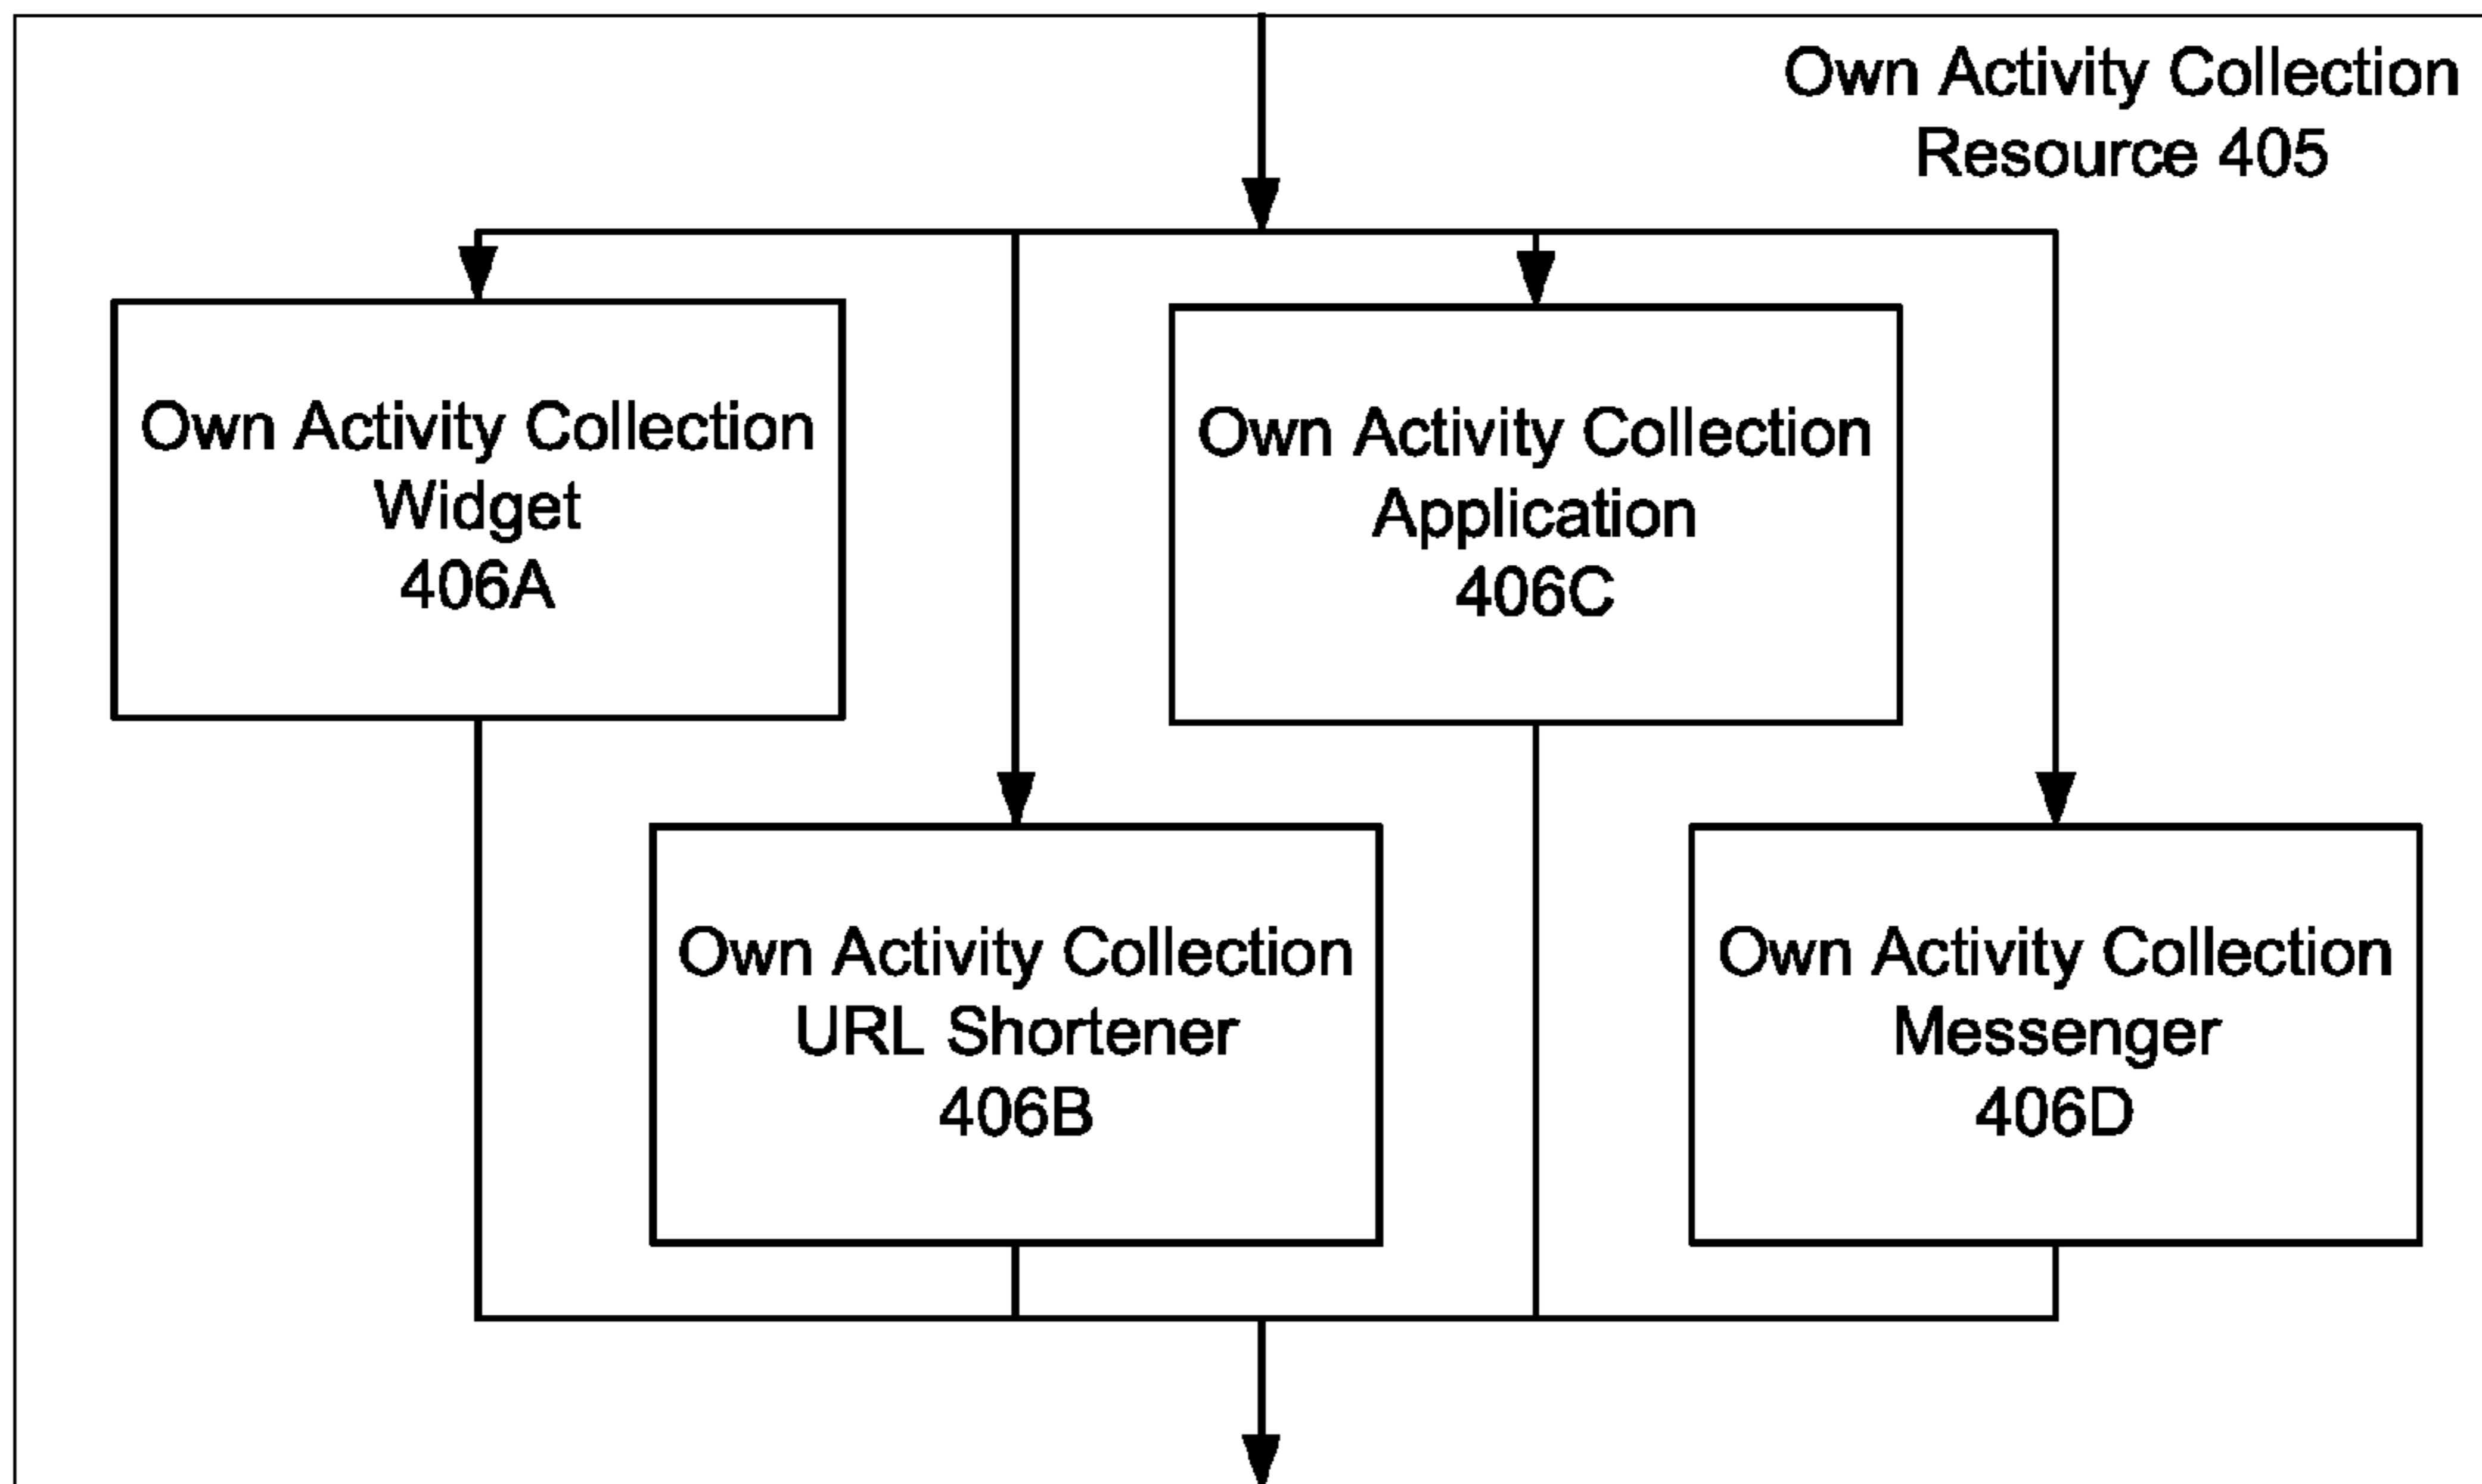 Own Activity Collection
Resource 405
Own Activity Collection
Widget
406A
Own Activity Collection
Application
406C
Own Activity Collection
URL Shortener
406B
Own Activity Collection
Messenger
406D